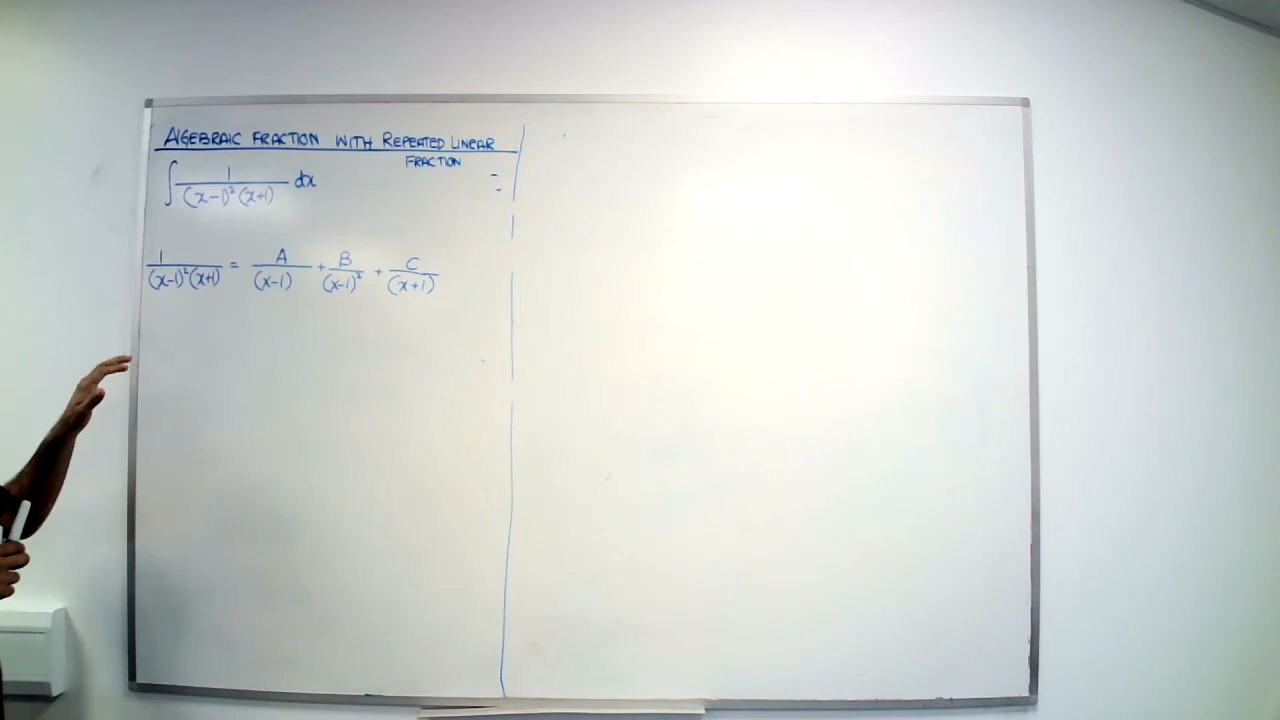 ALGEBRAIC FRACTION WITH REPEATED LINEAR
FRACTION
∫ 1/((x-1)²(x+1)) dx
1/((x-1)²(x+1)) = A/(x-1) + B/(x-1)² + C/(x+1)